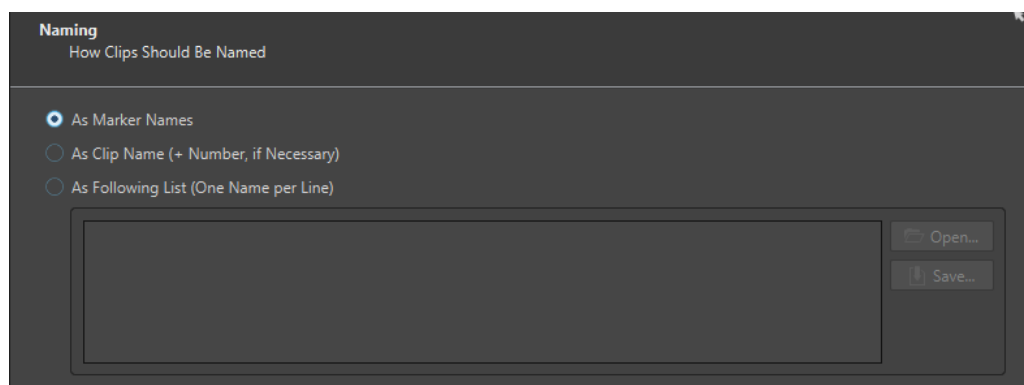 Naming
How Clips Should Be Named
As Marker Names
As Clip Name (+ Number, if Necessary)
As Following List (One Name per Line)
Open...
Save...